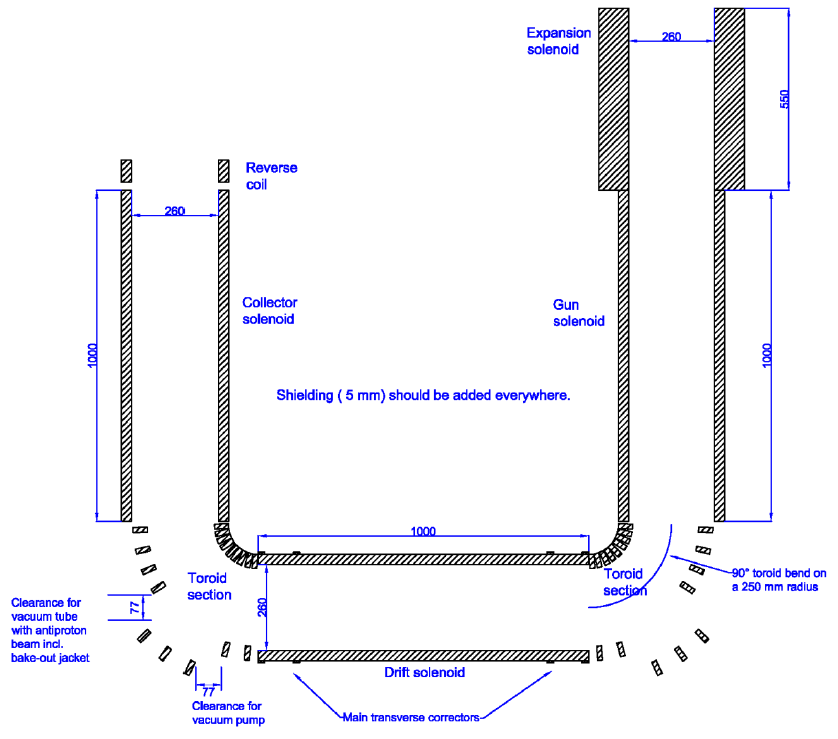 Expansion
solenoid
260
550
Reverse
coil
260
Collector
solenoid
Gun
solenoid
1000
1000
Shielding ( 5 mm) should be added everywhere.
1000
Toroid
section
Toroid
section
90° toroid bend on
a 250 mm radius
Clearance for
vacuum tube
with antiproton
beam incl.
bake-out jacket
77
260
Drift solenoid
77
Clearance for
vacuum pump
Main transverse correctors